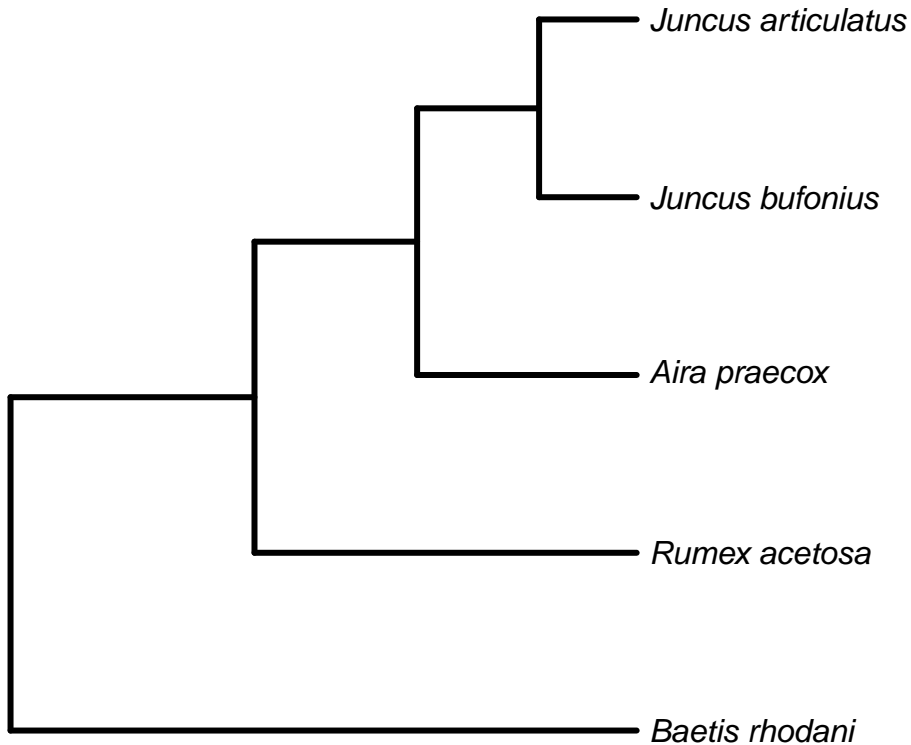 Juncus articulatus
Juncus bufonius
Aira praecox
Rumex acetosa
Baetis rhodani